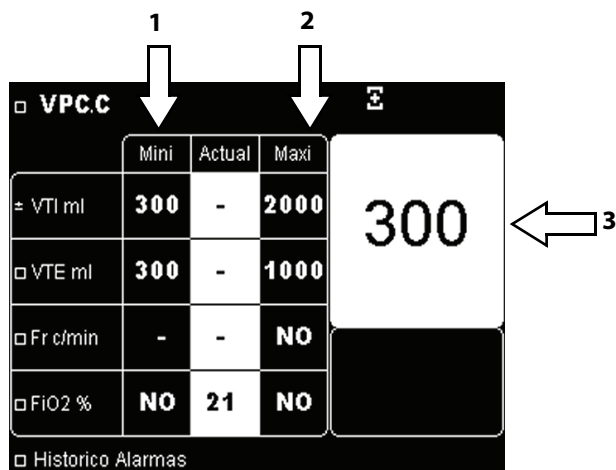 1 2
VPC.C
Mini Actual Maxi
± VTI ml 300 - 2000
300
3
VTE ml 300 - 1000
Fr c/min - - NO
FiO2 % NO 21 NO
Historico Alarmas